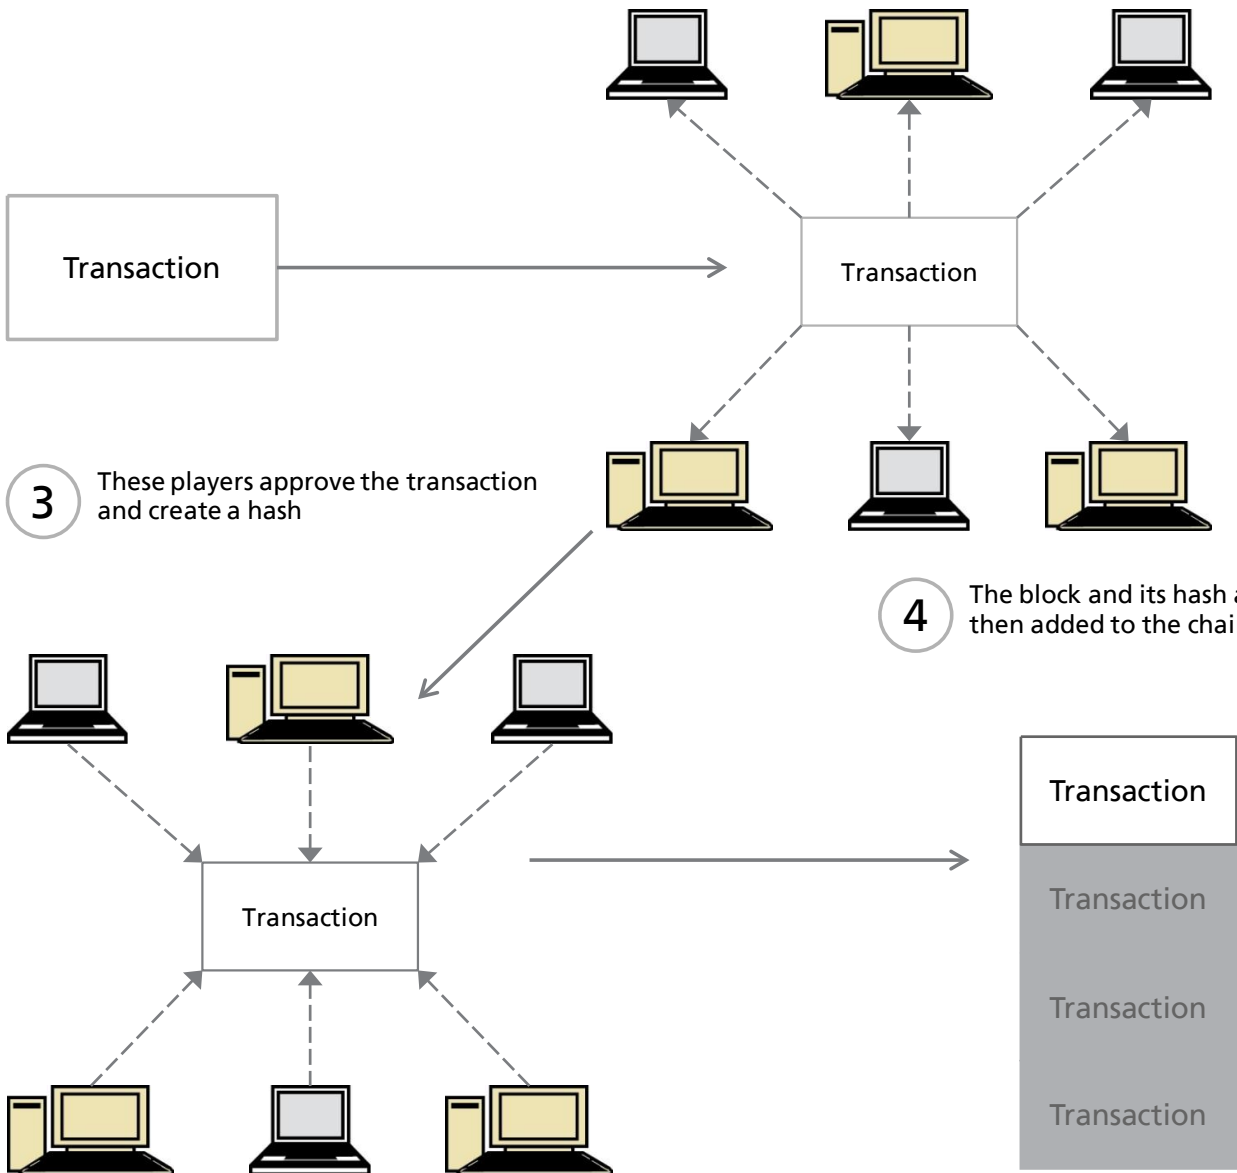 Transaction
Transaction
3
These players approve the transaction
and create a hash
4
The block and its hash
then added to the
Transaction
Transaction
Transaction
Transaction
Transaction